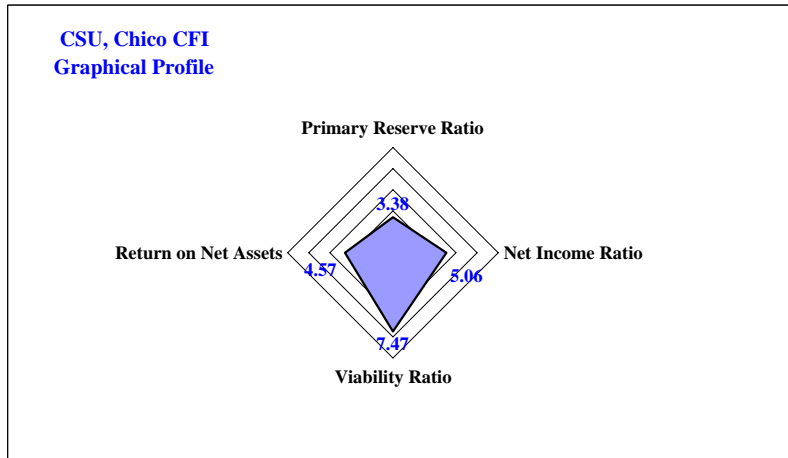 CSU, Chico CFI
Graphical Profile
Primary Reserve Ratio
3.38
Return on Net Assets
Net Income Ratio
4.57
5.06
7.47
Viability Ratio